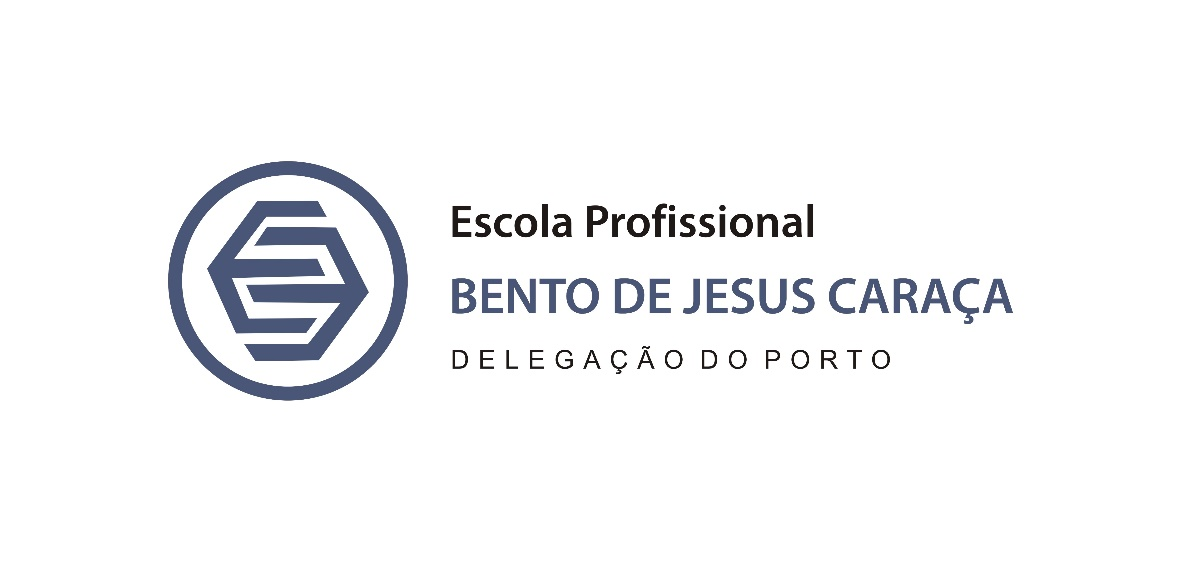 Escola Profissional
BENTO DE JESUS CARAÇA
DELEGAÇÃO DO PORTO